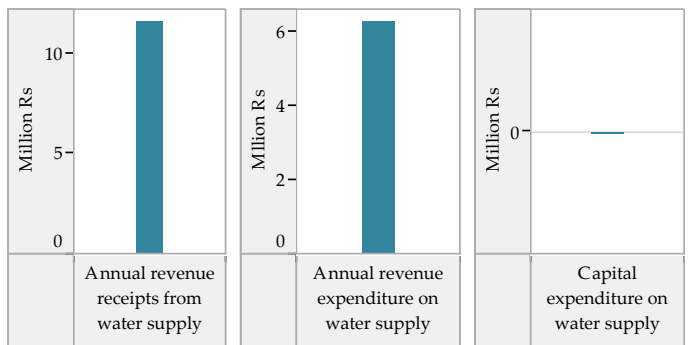 Million Rs
10
5
0
Annual revenue
receipts from
water supply
Mllion Rs
6
4
2
0
Annual revenue
expenditure on
water supply
Million Rs
0
Capital
expenditure on
water supply